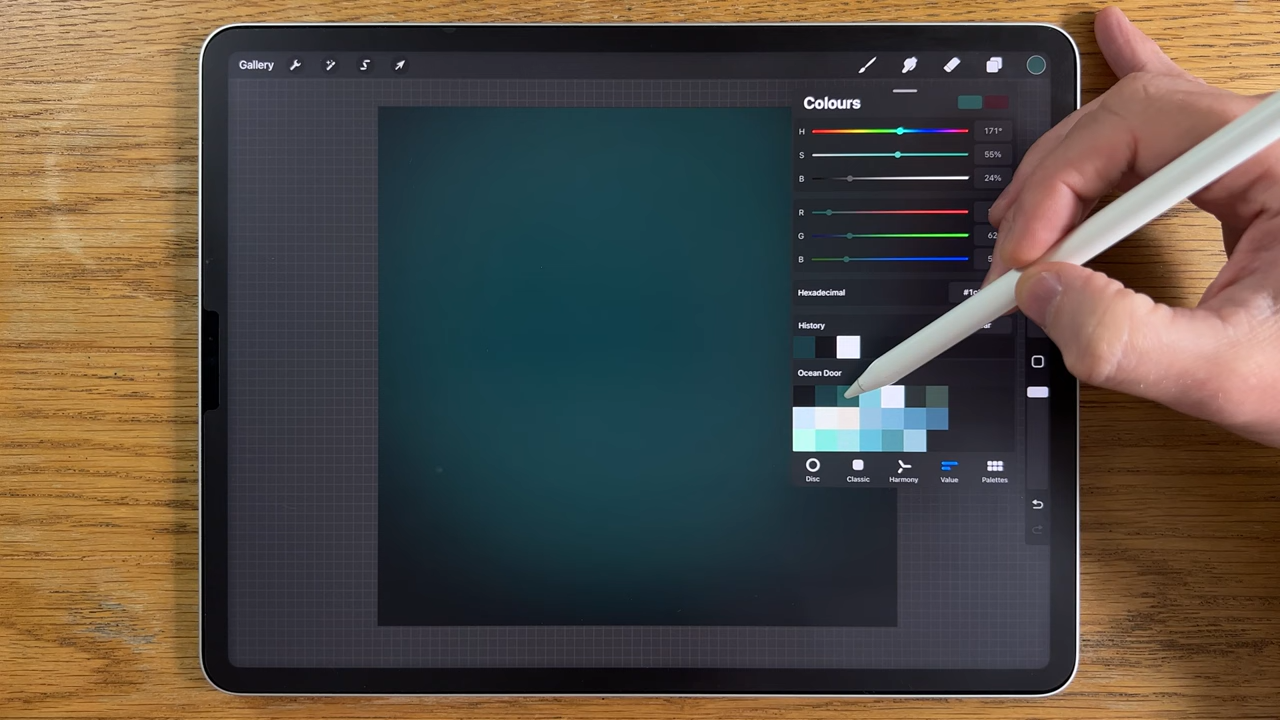 Gallery
Colours
H 171°
S 55%
B 24%
R
G 62
B
Hexadecimal
History
Ocean Door
Disc Classic Harmony Value Palettes